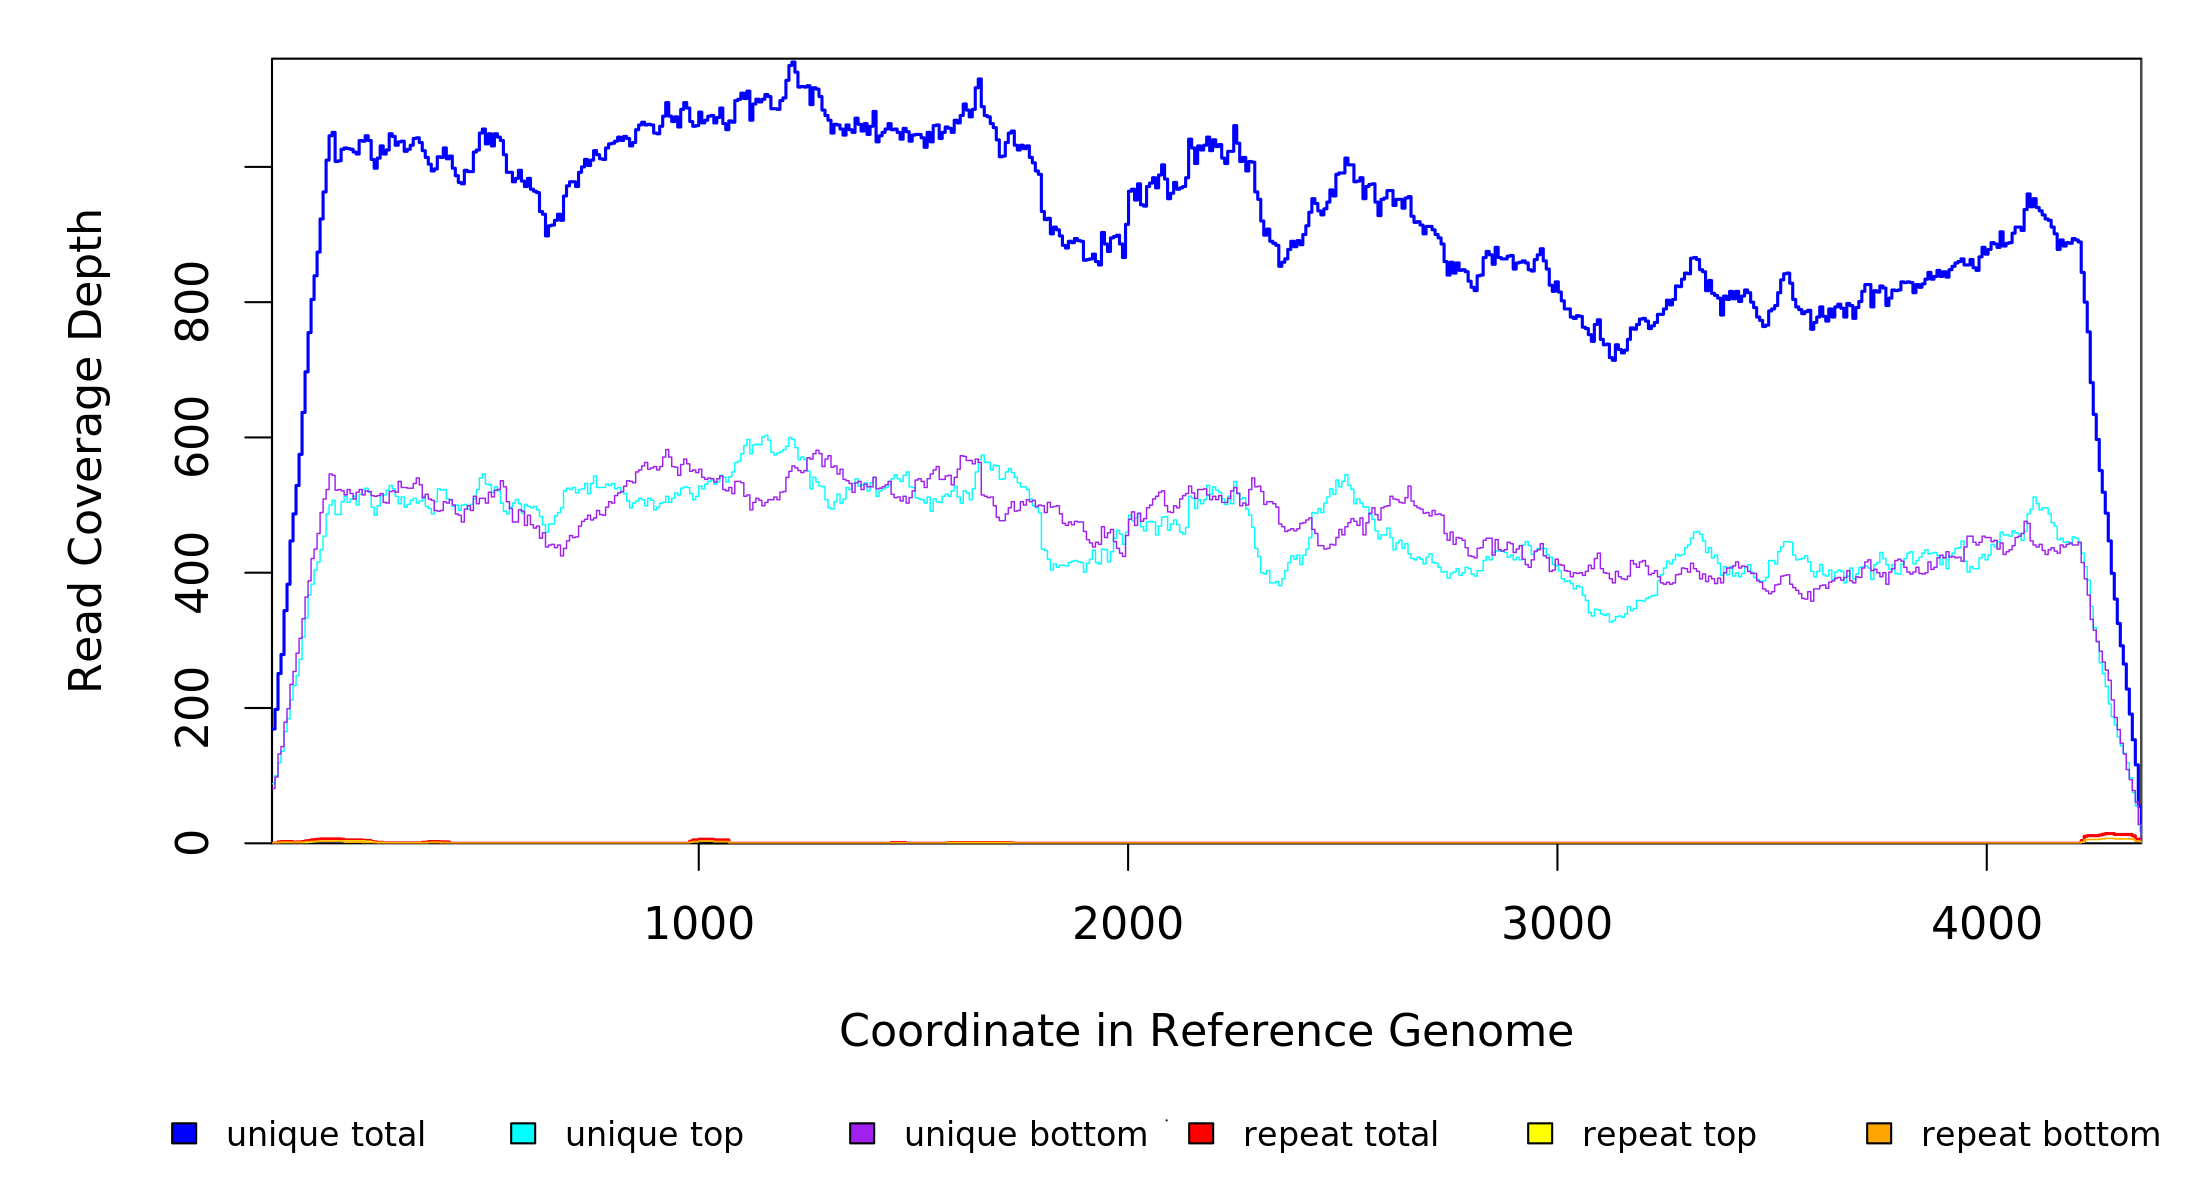 Read Coverage Depth
800
600
400
200
0
1000 2000 3000 4000
Coordinate in Reference Genome
unique total unique top unique bottom repeat total repeat top repeat bottom